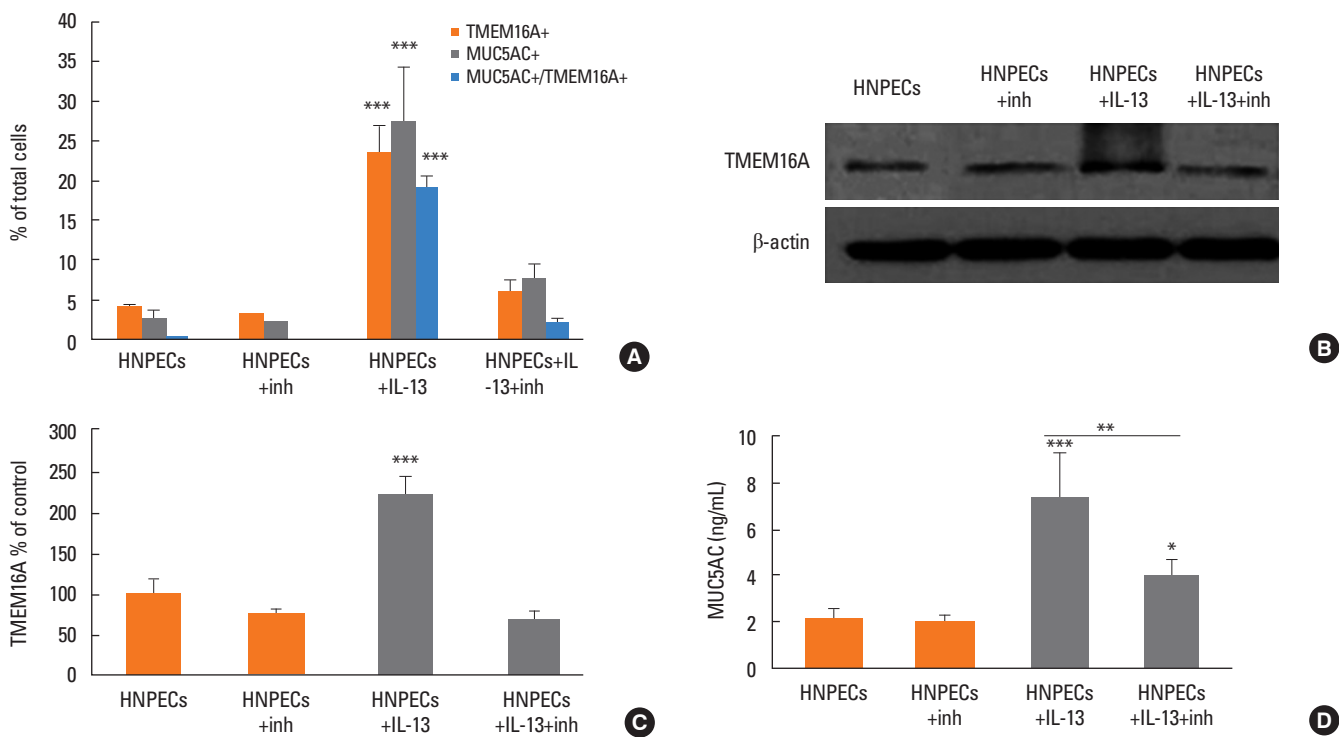 % of total cells
40
35
30
25
20
15
10
5
0
TMEM16A+
MUC5AC+
MUC5AC+/TMEM16A+
***
***
***
HNPECs
HNPECs
+inh
HNPECs
+IL-13
HNPECs+IL
-13+inh
A
HNPECs
HNPECs
+inh
HNPECs
+IL-13
HNPECs
+IL-13+inh
TMEM16A
β-actin
B
TMEM16A % of control
300
250
200
150
100
50
0
***
HNPECs
HNPECs
+inh
HNPECs
+IL-13
HNPECs
+IL-13+inh
C
MUC5AC (ng/mL)
10
8
6
4
2
0
**
***
*
HNPECs
HNPECs
+inh
HNPECs
+IL-13
HNPECs
+IL-13+inh
D